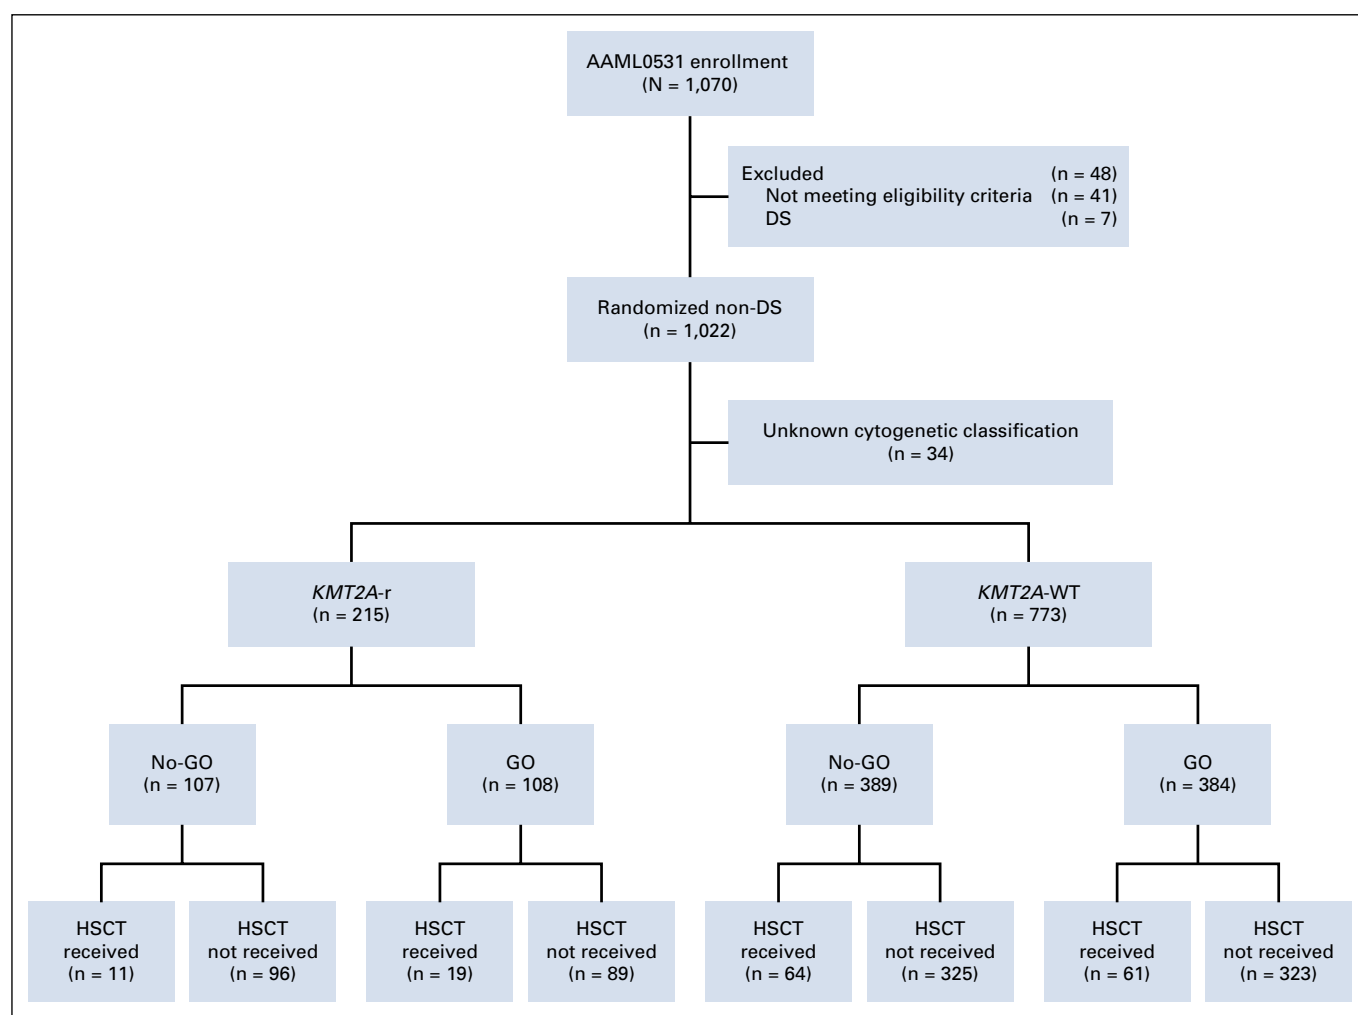 AAML0531 enrollment
(N = 1,070)
Excluded (n = 48)
Not meeting eligibility criteria (n = 41)
DS (n = 7)
Randomized non-DS
(n = 1,022)
Unknown cytogenetic classification
(n = 34)
KMT2A-r
(n = 215)
KMT2A-WT
(n = 773)
No-GO
(n = 107)
GO
(n = 108)
No-GO
(n = 389)
GO
(n = 384)
HSCT
received
(n = 11)
HSCT
not received
(n = 96)
HSCT
received
(n = 19)
HSCT
not received
(n = 89)
HSCT
received
(n = 64)
HSCT
not received
(n = 325)
HSCT
received
(n = 61)
HSCT
not received
(n = 323)